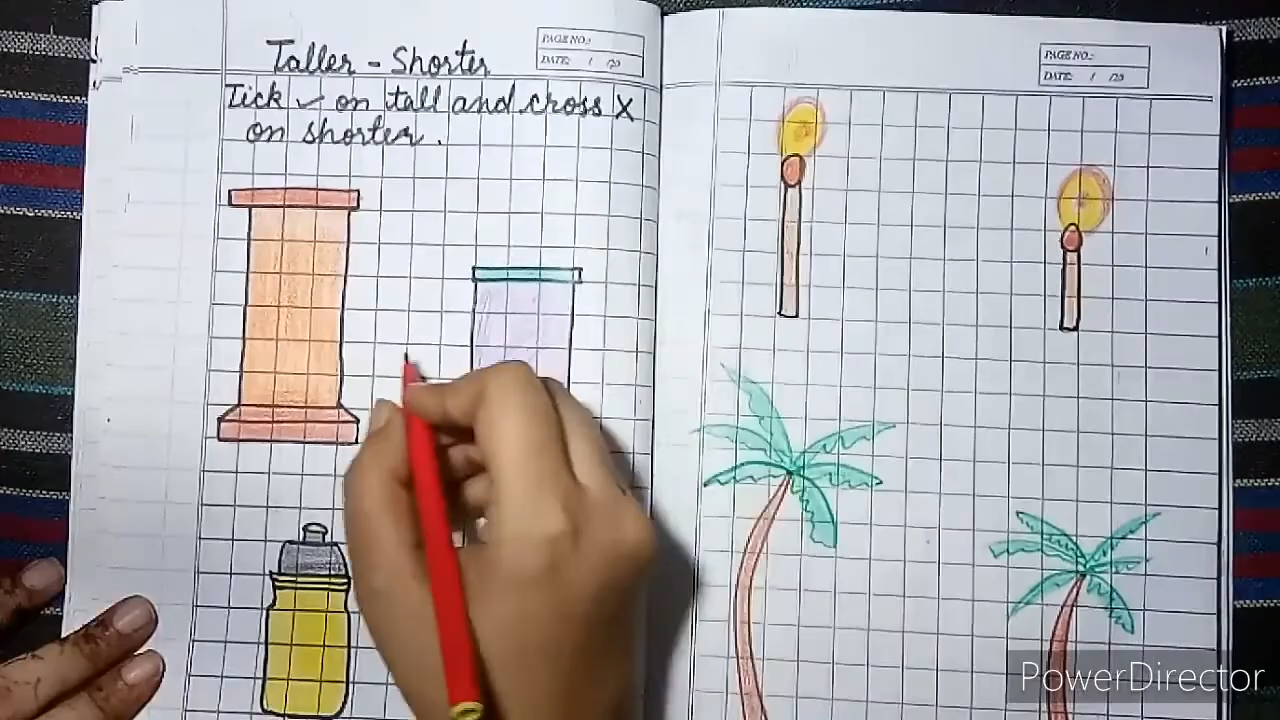 Taller - Shorter
PAGE NO.:
DATE: / /20
Tick ✓ on tall and cross X
on shorter.
PAGE NO.:
DATE: / /20
PowerDirector